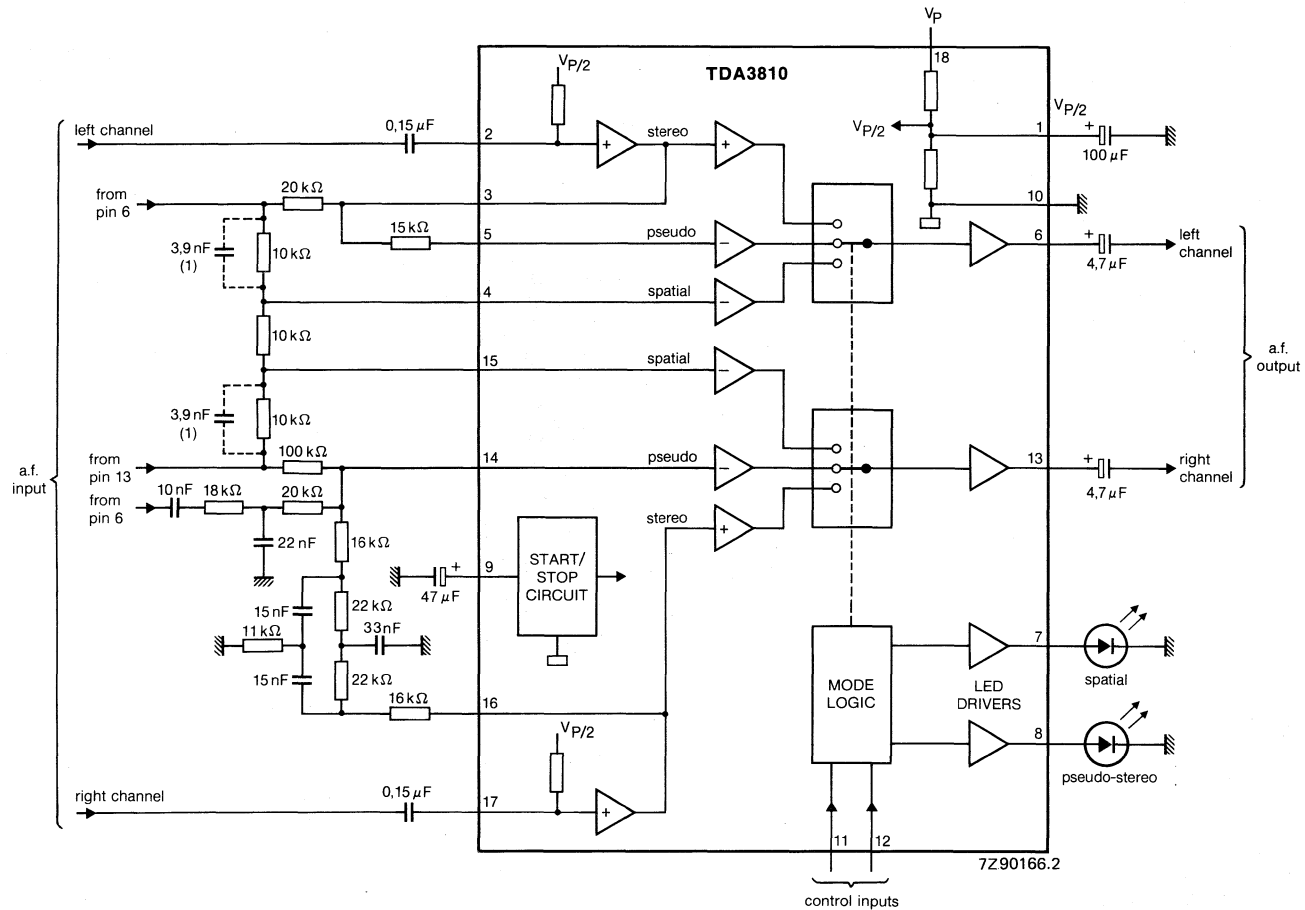 V_P
18
TDA3810
V_P/2
V_P/2
V_P/2
left channel
0,15 µF
2
+
stereo
+
1
+
100 µF
from
pin 6
20 kΩ
3
10
3,9 nF
(1)
10 kΩ
15 kΩ
5
pseudo
−
6
+
4,7 µF
left
channel
4
spatial
−
10 kΩ
15
spatial
−
a.f.
output
3,9 nF
(1)
10 kΩ
a.f.
input
from
pin 13
100 kΩ
14
pseudo
−
13
+
4,7 µF
right
channel
from
pin 6
10 nF
18 kΩ
20 kΩ
stereo
+
22 nF
16 kΩ
+
47 µF
9
START/
STOP
CIRCUIT
15 nF
22 kΩ
11 kΩ
33 nF
15 nF
22 kΩ
16 kΩ
16
MODE
LOGIC
LED
DRIVERS
7
spatial
8
pseudo-stereo
V_P/2
right channel
0,15 µF
17
+
11
12
7Z90166.2
control inputs